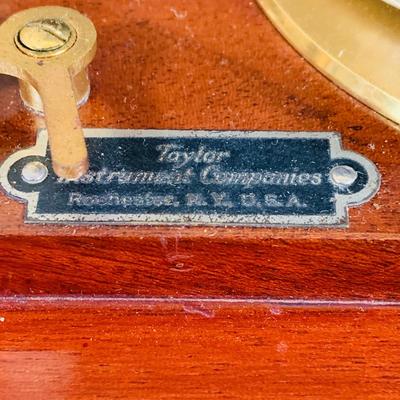 Taylor
Instrument Companies
Rochester, N.Y., U.S.A.